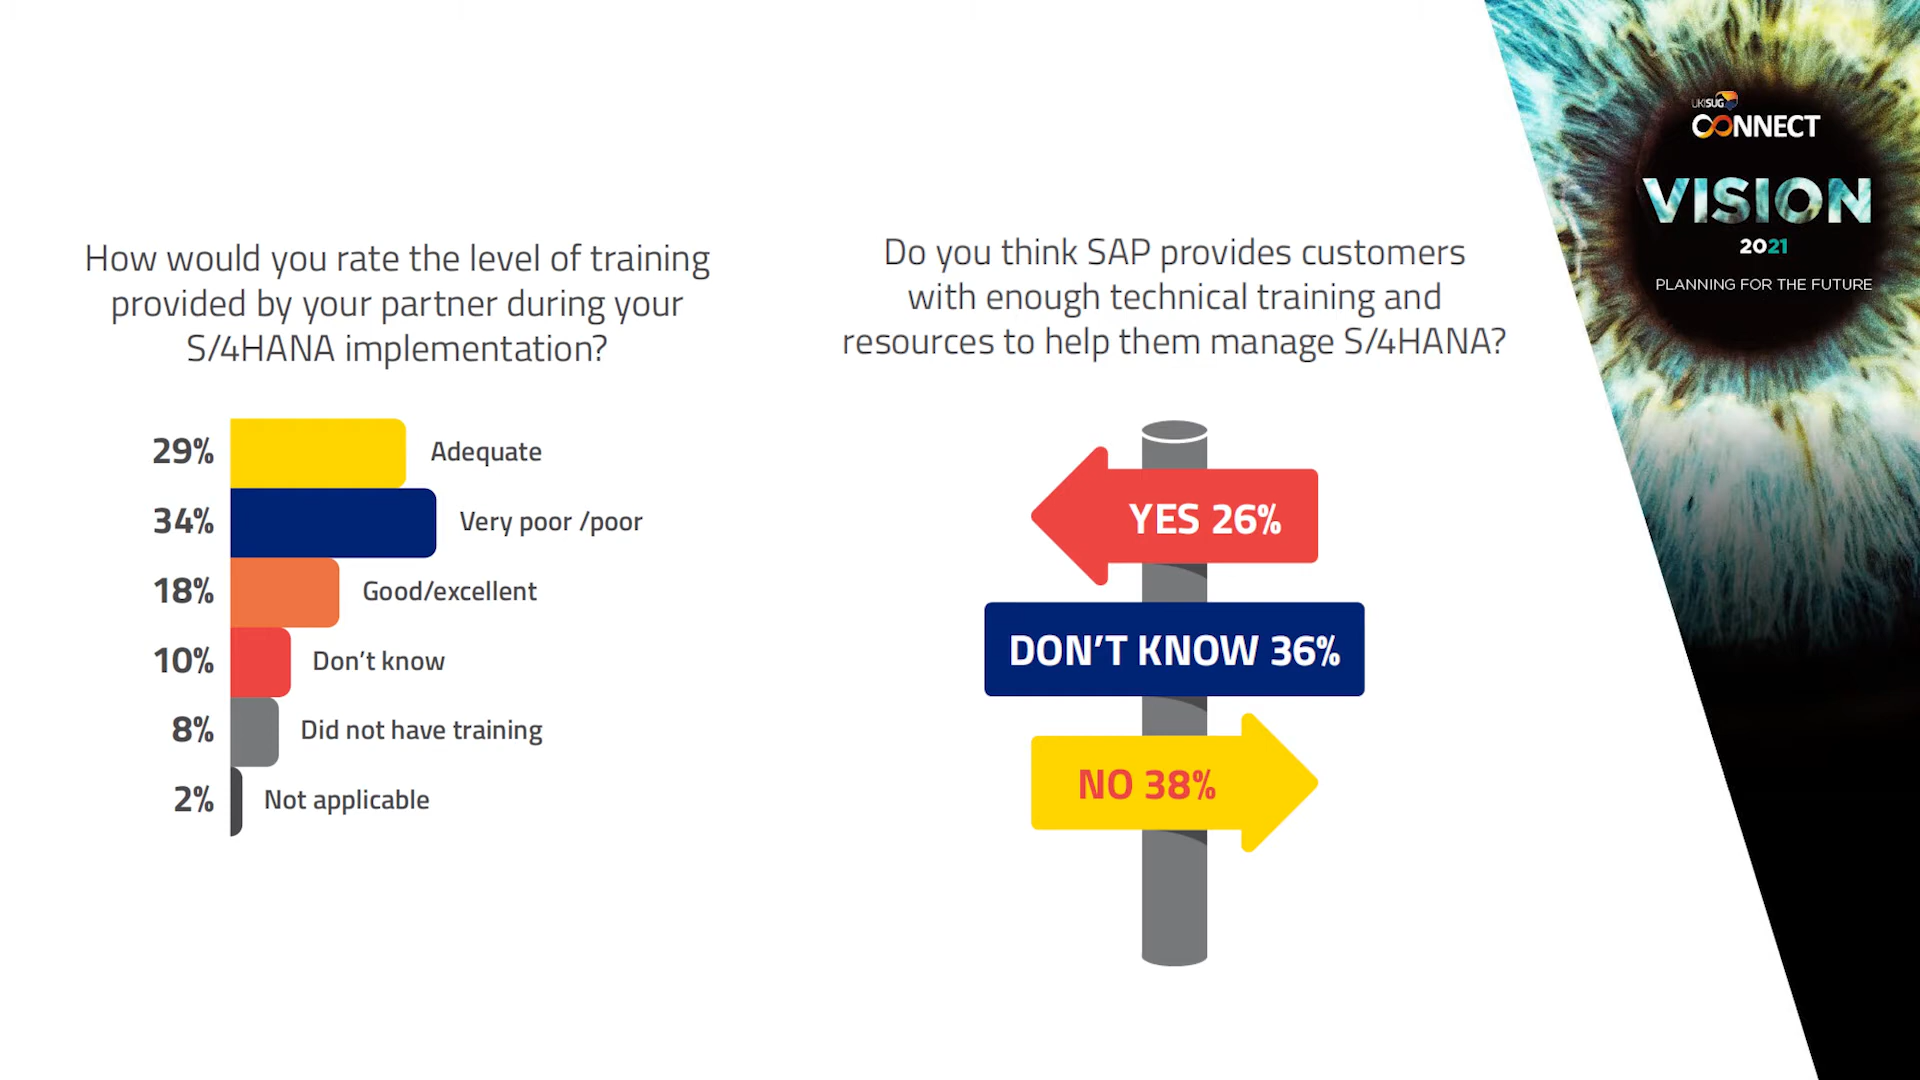 How would you rate the level of training
provided by your partner during your
S/4HANA implementation?
29% Adequate
34% Very poor /poor
18% Good/excellent
10% Don't know
8% Did not have training
2% Not applicable
Do you think SAP provides customers
with enough technical training and
resources to help them manage S/4HANA?
YES 26%
DON'T KNOW 36%
NO 38%
UKISUG
CONNECT
VISION
2021
PLANNING FOR THE FUTURE